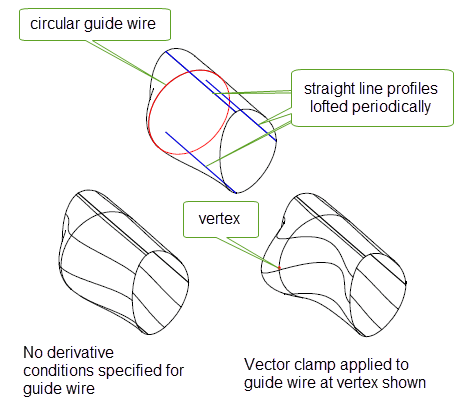 circular guide wire
straight line profiles
lofted periodically
vertex
No derivative
conditions specified for
guide wire
Vector clamp applied to
guide wire at vertex shown